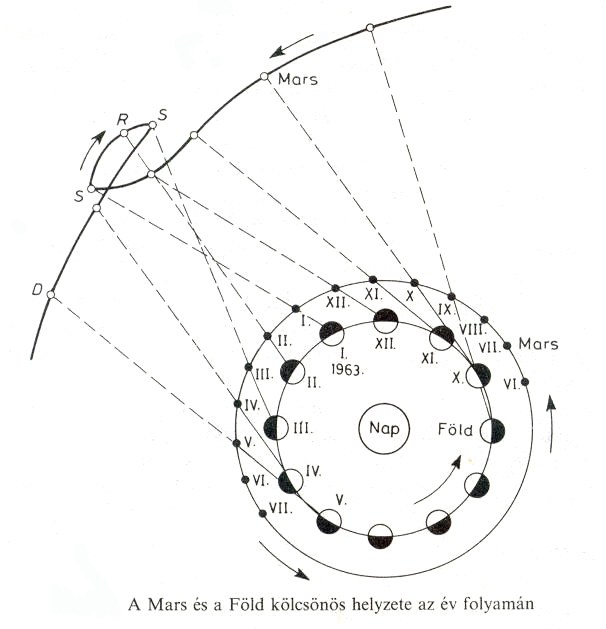 Mars
S
R
S
D
XII.
XI.
X.
IX.
VIII.
VII.
Mars
VI.
I.
II.
III.
IV.
V.
VI.
VII.
I.
1963.
XII.
XI.
X.
II.
III.
Nap
Föld
IV.
V.
A Mars és a Föld kölcsönös helyzete az év folyamán